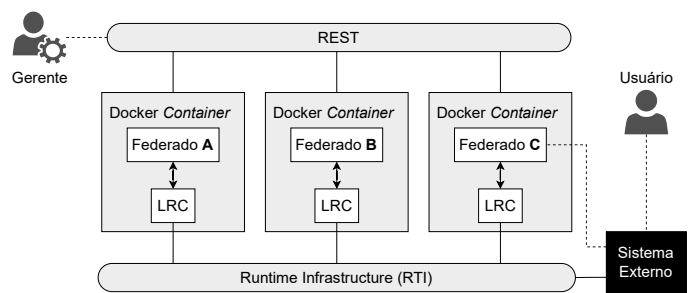 REST
Gerente
Usuário
Docker Container
Docker Container
Docker Container
Federado A
Federado B
Federado C
LRC
LRC
LRC
Sistema
Externo
Runtime Infrastructure (RTI)